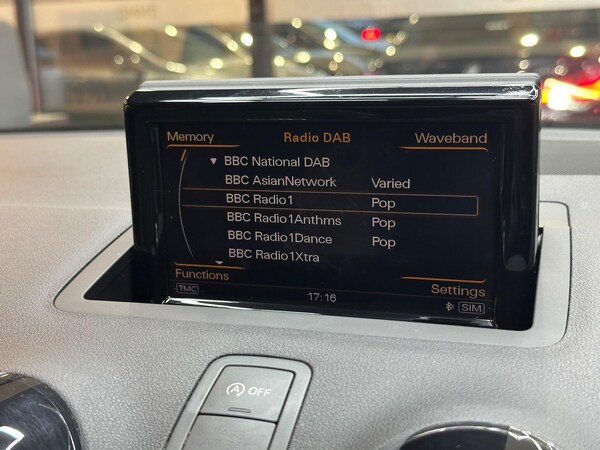 Memory Radio DAB Waveband
BBC National DAB
BBC AsianNetwork Varied
BBC Radio1 Pop
BBC Radio1Anthms Pop
BBC Radio1Dance Pop
BBC Radio1Xtra
Functions Settings
TMC 17:16 SIM
A OFF